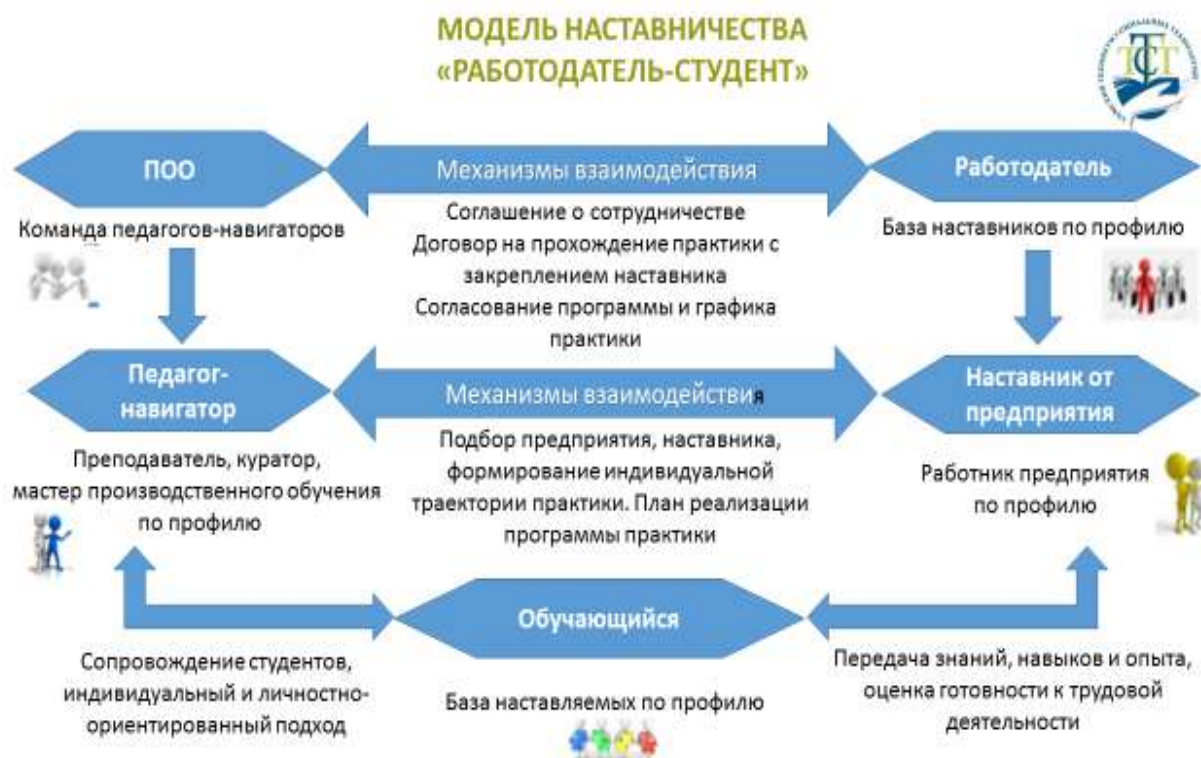 МОДЕЛЬ НАСТАВНИЧЕСТВА
«РАБОТОДАТЕЛЬ-СТУДЕНТ»
ТСТ
ПОО
Механизмы взаимодействия
Работодатель
Команда педагогов-навигаторов
Соглашение о сотрудничестве
Договор на прохождение практики с
закреплением наставника
Согласование программы и графика
практики
База наставников по профилю
Педагог-
навигатор
Механизмы взаимодействия
Наставник от
предприятия
Преподаватель, куратор,
мастер производственного обучения
по профилю
Подбор предприятия, наставника,
формирование индивидуальной
траектории практики. План реализации
программы практики
Работник предприятия
по профилю
Обучающийся
Сопровождение студентов,
индивидуальный и личностно-
ориентированный подход
База наставляемых по профилю
Передача знаний, навыков и опыта,
оценка готовности к трудовой
деятельности